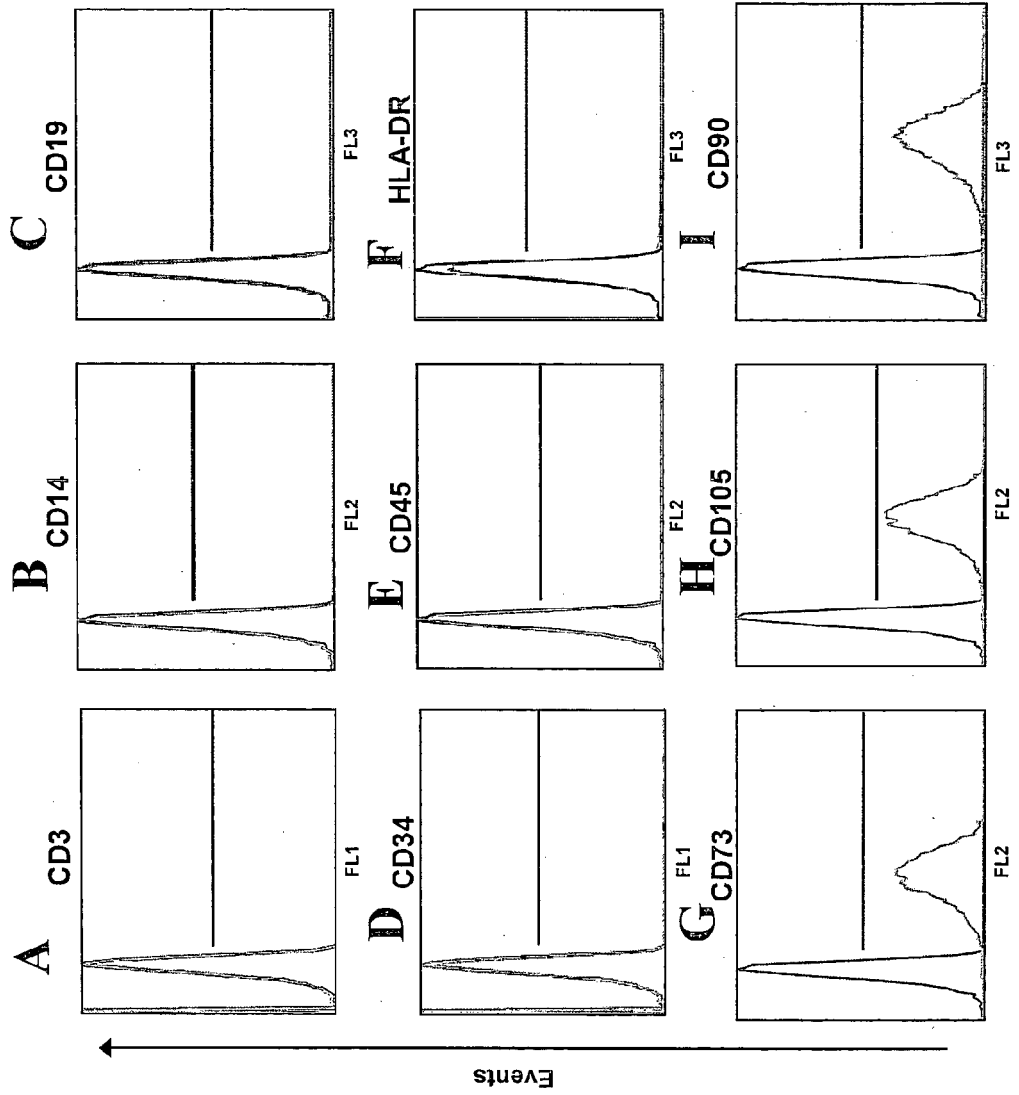 A
CD3
FL1
B
CD14
FL2
C
CD19
FL3
D
CD34
FL1
E
CD45
FL2
F
HLA-DR
FL3
G
CD73
FL2
H
CD105
FL2
I
CD90
FL3
Events